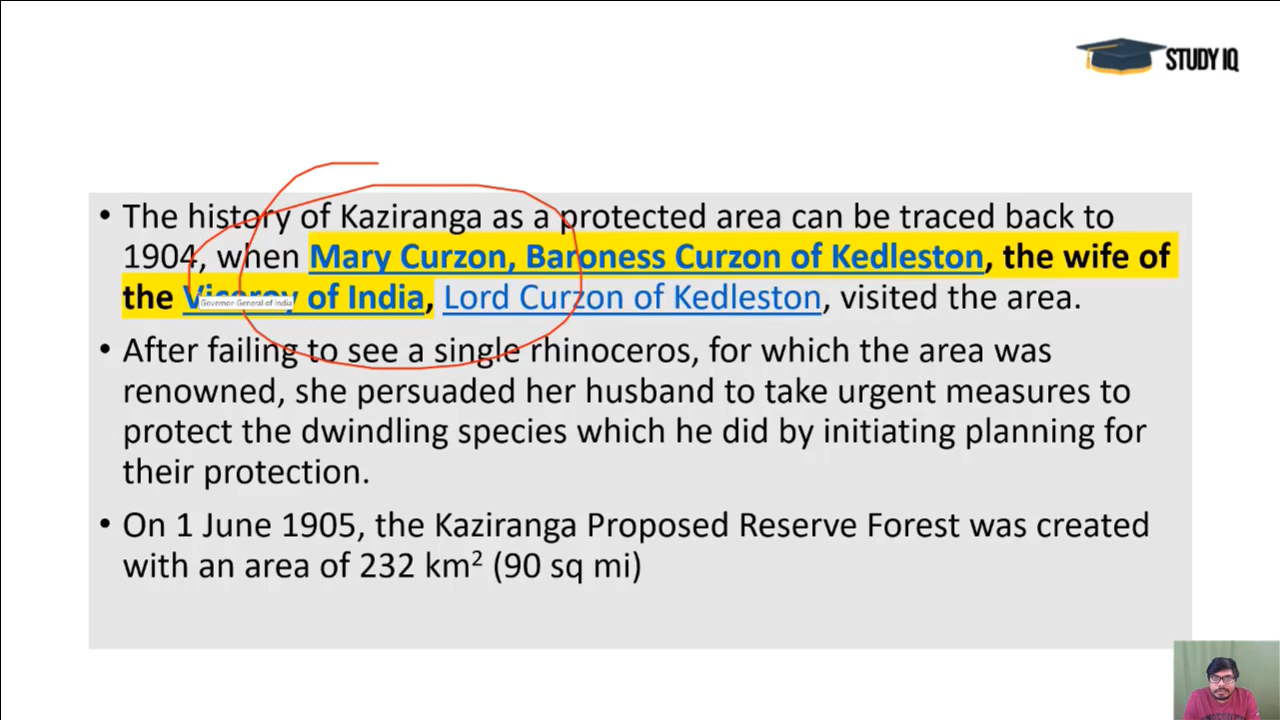 STUDY IQ
• The history of Kaziranga as a protected area can be traced back to
1904, when Mary Curzon, Baroness Curzon of Kedleston, the wife of
the Viceroy of India, Lord Curzon of Kedleston, visited the area.
Governor-General of India
• After failing to see a single rhinoceros, for which the area was
renowned, she persuaded her husband to take urgent measures to
protect the dwindling species which he did by initiating planning for
their protection.
• On 1 June 1905, the Kaziranga Proposed Reserve Forest was created
with an area of 232 km² (90 sq mi)